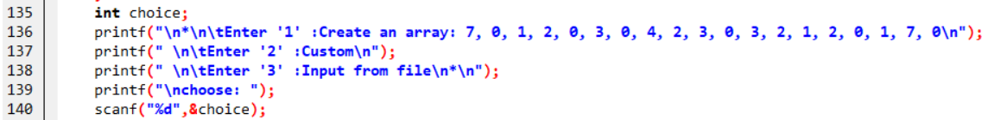 135 int choice;
136 printf("\n*\n\tEnter '1' :Create an array: 7, 0, 1, 2, 0, 3, 0, 4, 2, 3, 0, 3, 2, 1, 2, 0, 1, 7, 0\n");
137 printf(" \n\tEnter '2' :Custom\n");
138 printf(" \n\tEnter '3' :Input from file\n*\n");
139 printf("\nchoose: ");
140 scanf("%d",&choice);